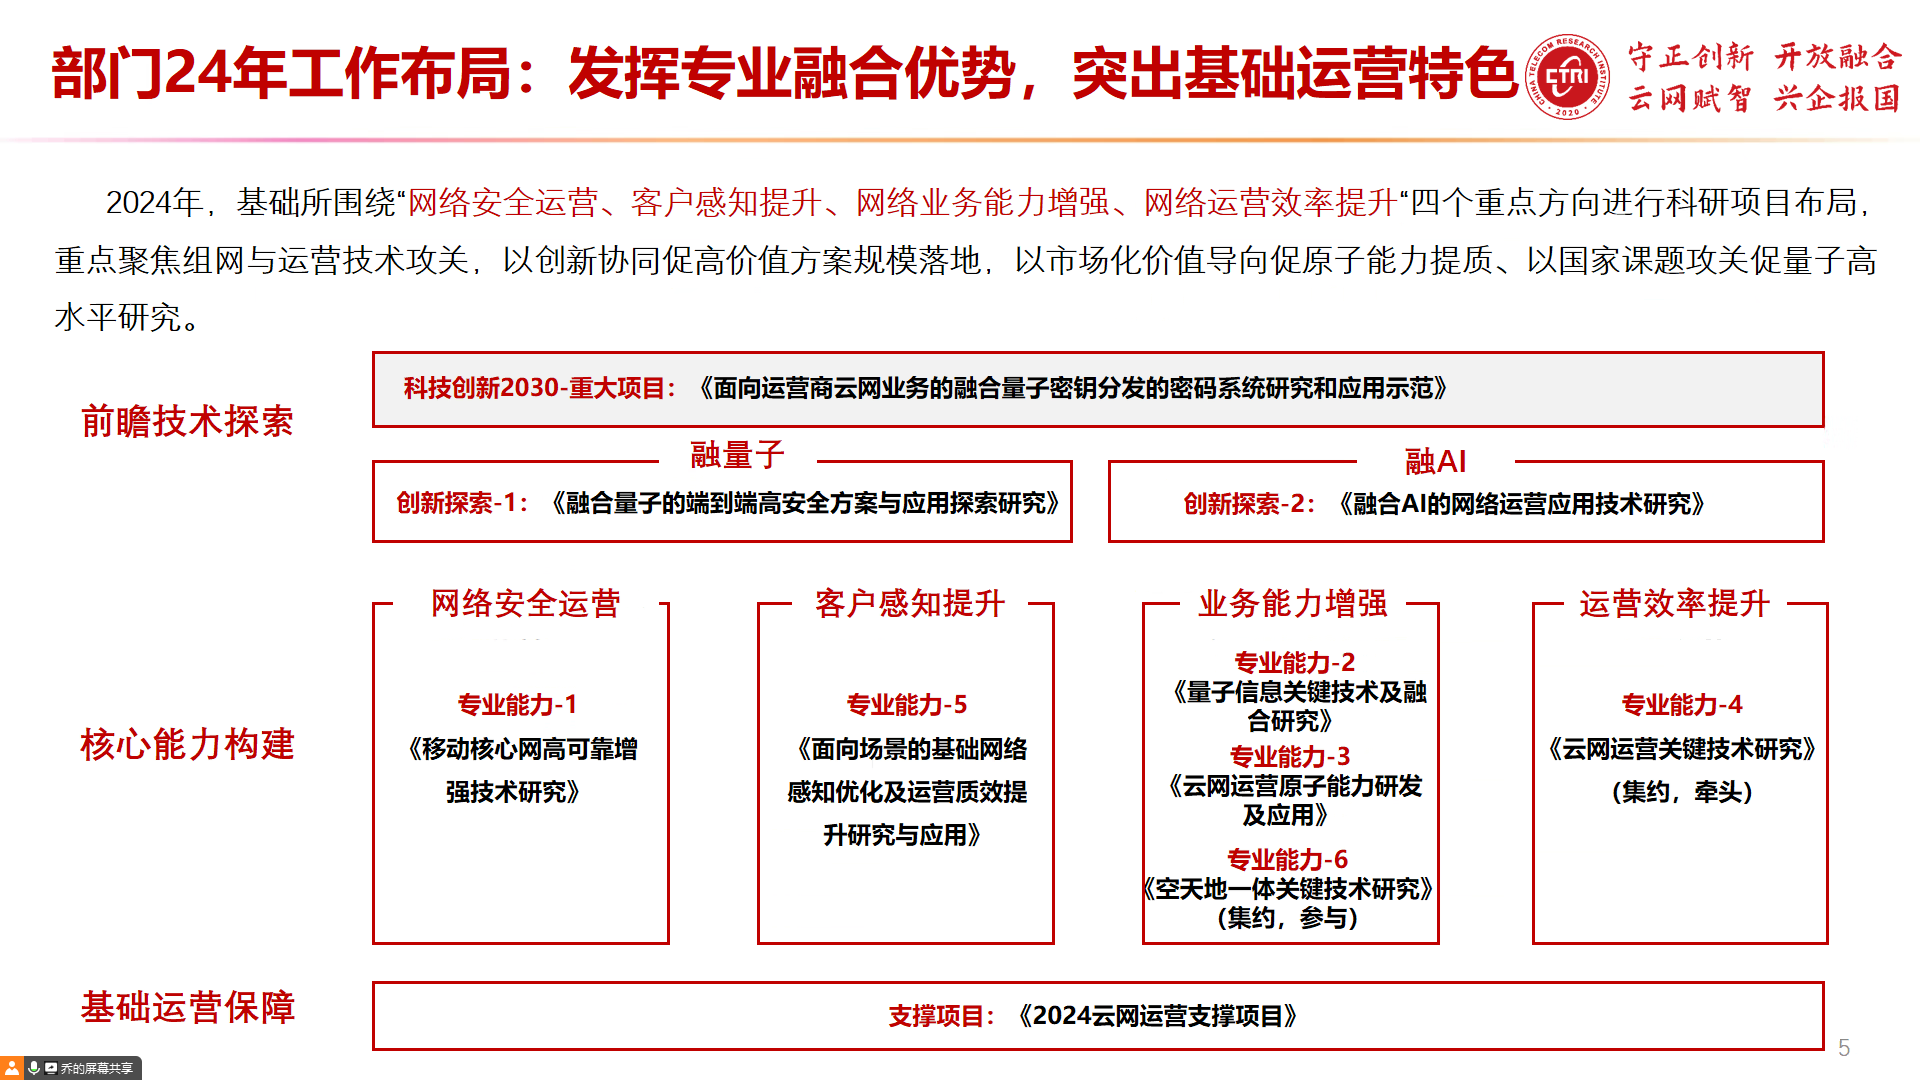 部门24年工作布局：发挥专业融合优势，突出基础运营特色
CHINA TELECOM RESEARCH INSTITUTE
CTRI
2020
守正创新 开放融合
云网赋智 兴企报国
2024年，基础所围绕“网络安全运营、客户感知提升、网络业务能力增强、网络运营效率提升“四个重点方向进行科研项目布局，
重点聚焦组网与运营技术攻关，以创新协同促高价值方案规模落地，以市场化价值导向促原子能力提质、以国家课题攻关促量子高
水平研究。
前瞻技术探索
科技创新2030-重大项目：《面向运营商云网业务的融合量子密钥分发的密码系统研究和应用示范》
融量子
创新探索-1：《融合量子的端到端高安全方案与应用探索研究》
融AI
创新探索-2：《融合AI的网络运营应用技术研究》
核心能力构建
网络安全运营
专业能力-1
《移动核心网高可靠增
强技术研究》
客户感知提升
专业能力-5
《面向场景的基础网络
感知优化及运营质效提
升研究与应用》
业务能力增强
专业能力-2
《量子信息关键技术及融
合研究》
专业能力-3
《云网运营原子能力研发
及应用》
专业能力-6
《空天地一体关键技术研究》
（集约，参与）
运营效率提升
专业能力-4
《云网运营关键技术研究》
（集约，牵头）
基础运营保障
支撑项目：《2024云网运营支撑项目》
5
乔的屏幕共享